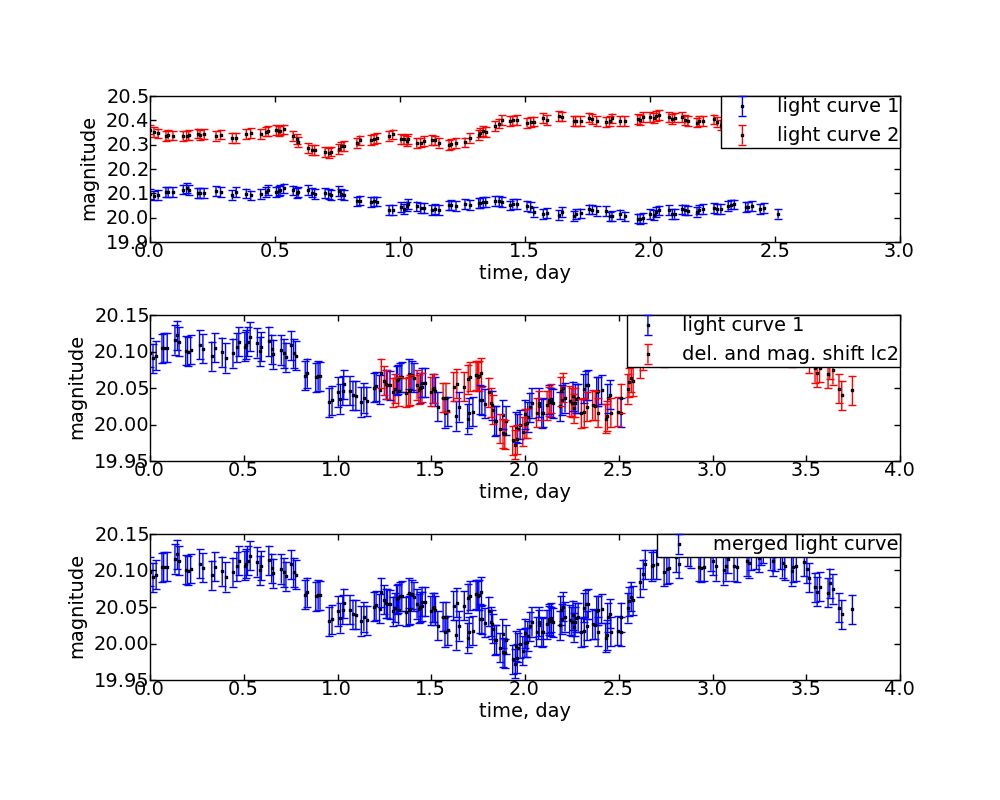 20.5
20.4
20.3
20.2
20.1
20.0
19.9
magnitude
light curve 1
light curve 2
0.0 0.5 1.0 1.5 2.0 2.5 3.0
time, day
20.15
20.10
20.05
20.00
19.95
magnitude
light curve 1
del. and mag. shift lc2
0.0 0.5 1.0 1.5 2.0 2.5 3.0 3.5 4.0
time, day
20.15
20.10
20.05
20.00
19.95
magnitude
merged light curve
0.0 0.5 1.0 1.5 2.0 2.5 3.0 3.5 4.0
time, day